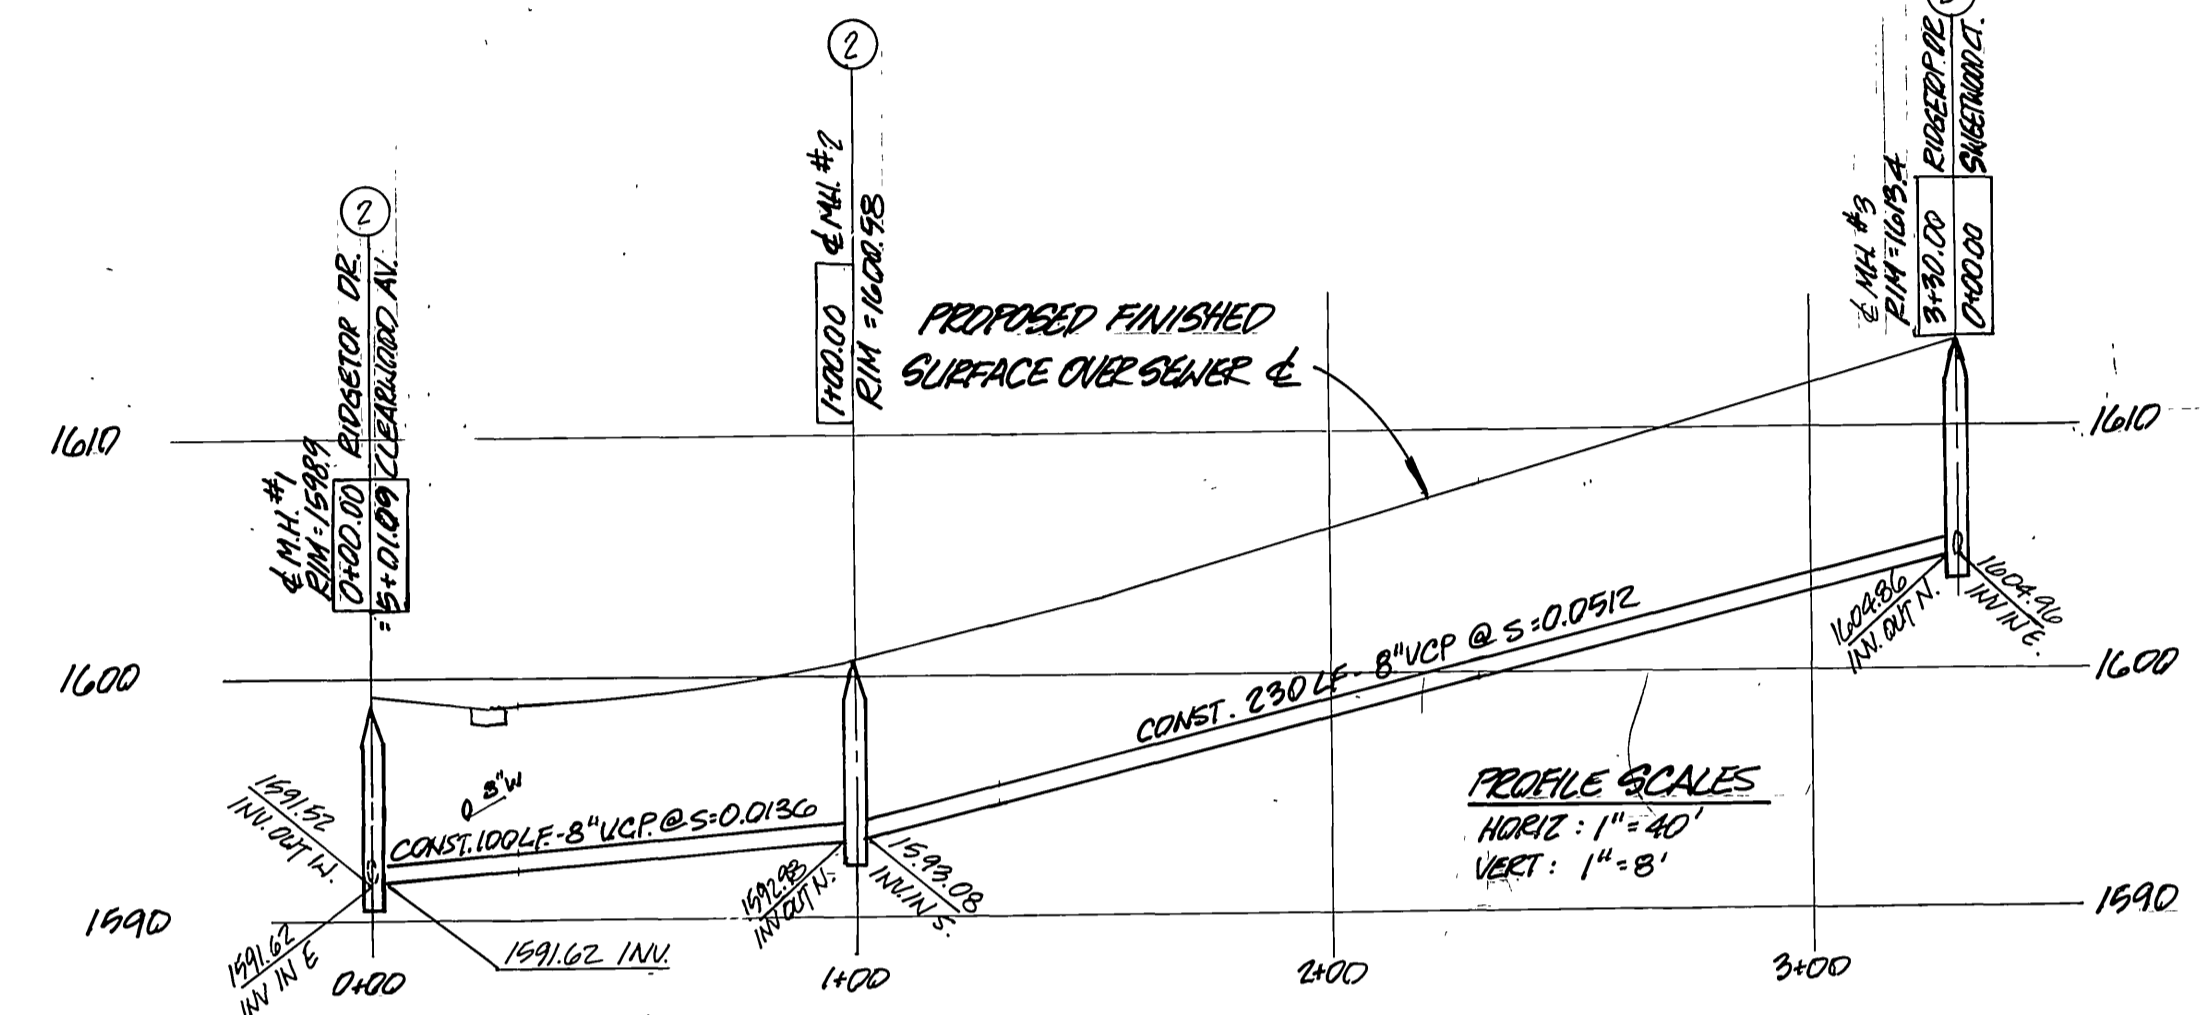 2
RIDGETOP DR.
CLEARWOOD AV.
℄ M.H. #1
RIM=1598.9
0+00.00
=5+01.09
2
℄ MH. #2
RIM=1600.58
1+00.00
PROPOSED FINISHED
SURFACE OVER SEWER ℄
RIDGETOP DR
SWEETWOOD CT.
℄ MH. #3
RIM=1613.4
3+30.00
0+00.00
1610
1610
1600
1600
1590
1590
8"W
CONST. 100 LF.-8" V.C.P. @ S=0.0136
CONST. 230 LF-8" VCP @ S=0.0512
1591.52
INV. OUT W.
1591.62
INV IN E
1591.62 INV.
1592.98
INV. OUT N.
1593.08
INV. IN S.
1604.86
INV. OUT N.
1604.96
INV IN E.
PROFILE SCALES
HORIZ: 1"=40'
VERT: 1"=8'
0+00
1+00
2+00
3+00